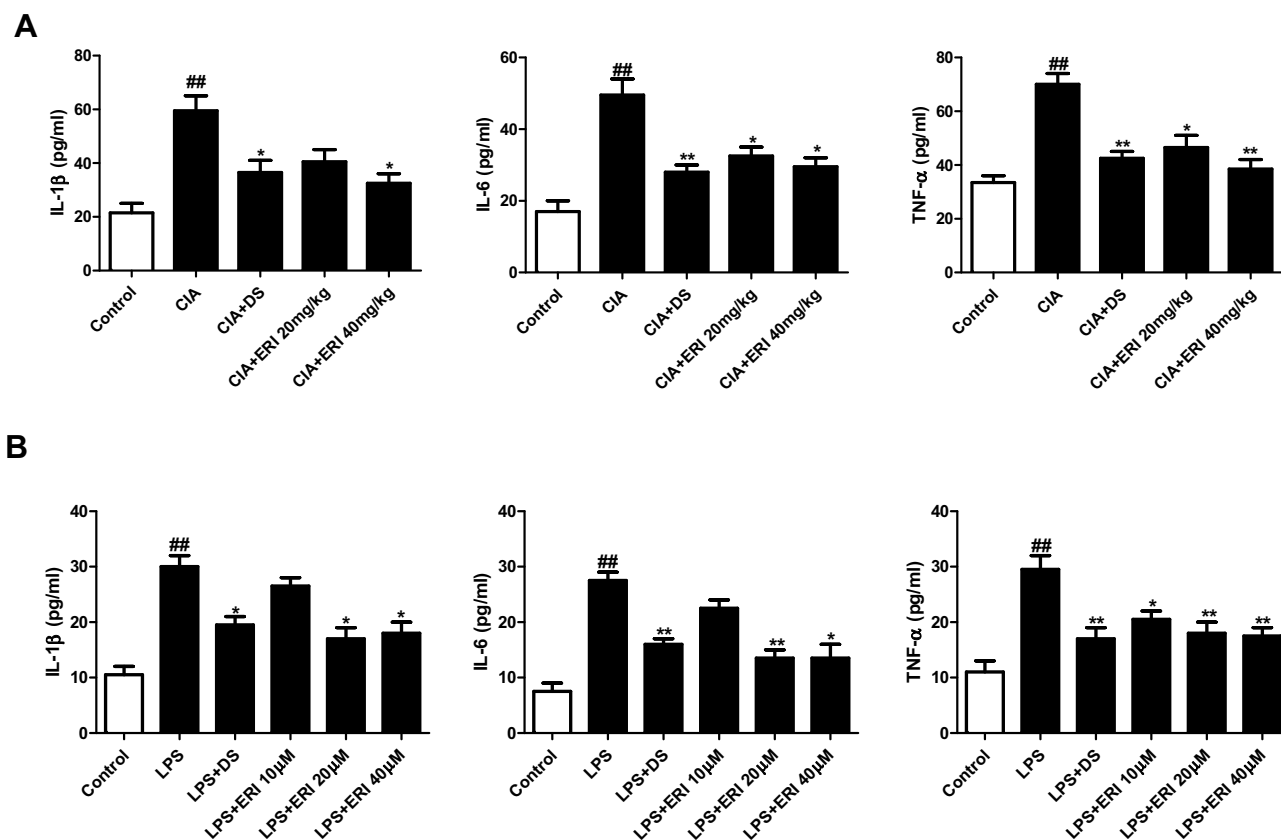 A
IL-1β (pg/ml)
80
60
40
20
0
##
*
*
Control
CIA
CIA+DS
CIA+ERI 20mg/kg
CIA+ERI 40mg/kg
IL-6 (pg/ml)
60
40
20
0
##
**
*
*
Control
CIA
CIA+DS
CIA+ERI 20mg/kg
CIA+ERI 40mg/kg
TNF-α (pg/ml)
80
60
40
20
0
##
**
*
**
Control
CIA
CIA+DS
CIA+ERI 20mg/kg
CIA+ERI 40mg/kg
B
IL-1β (pg/ml)
40
30
20
10
0
##
*
*
*
Control
LPS
LPS+DS
LPS+ERI 10μM
LPS+ERI 20μM
LPS+ERI 40μM
IL-6 (pg/ml)
40
30
20
10
0
##
**
**
*
Control
LPS
LPS+DS
LPS+ERI 10μM
LPS+ERI 20μM
LPS+ERI 40μM
TNF-α (pg/ml)
40
30
20
10
0
##
**
*
**
**
Control
LPS
LPS+DS
LPS+ERI 10μM
LPS+ERI 20μM
LPS+ERI 40μM